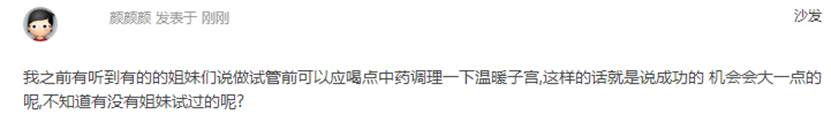 颜颜颜 发表于 刚刚
沙发
我之前有听到有的的姐妹们说做试管前可以应喝点中药调理一下温暖子宫,这样的话就是说成功的 机会会大一点的
呢,不知道有没有姐妹试过的呢?